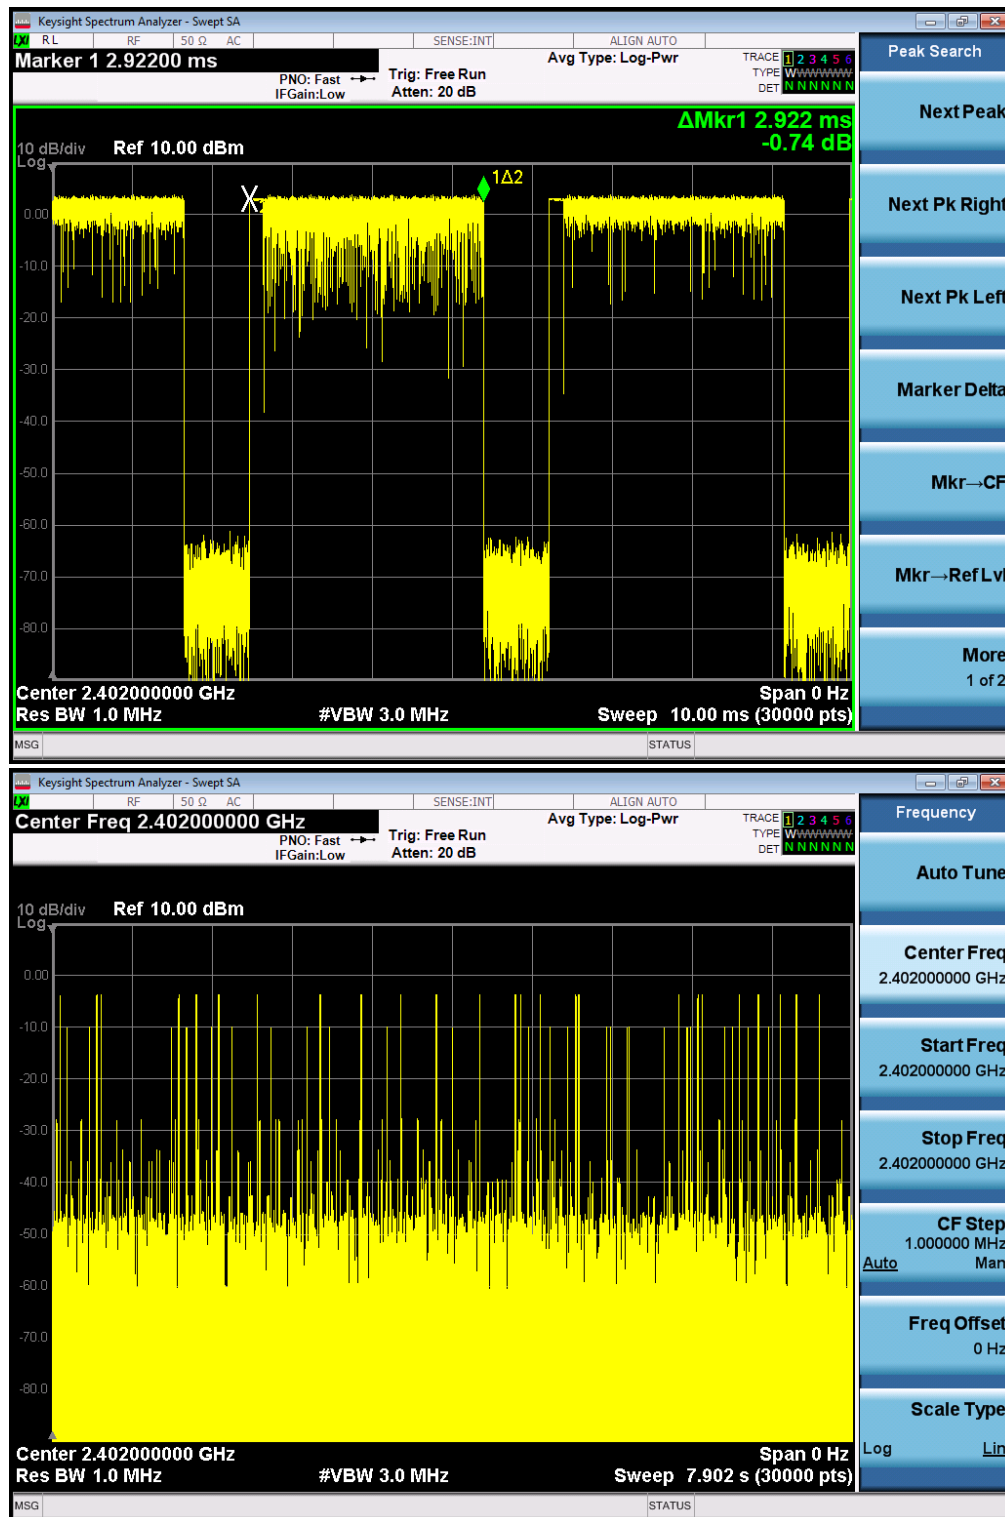 Keysight Spectrum Analyzer - Swept SA
LXI RL RF 50 Ω AC SENSE:INT ALIGN AUTO
Marker 1 2.92200 ms
PNO: Fast
IFGain:Low
Trig: Free Run
Atten: 20 dB
Avg Type: Log-Pwr
TRACE 1 2 3 4 5 6
TYPE WWWWWW
DET N N N N N N
ΔMkr1 2.922 ms
-0.74 dB
10 dB/div Ref 10.00 dBm
Log
1Δ2
0.00
-10.0
-20.0
-30.0
-40.0
-50.0
-60.0
-70.0
-80.0
Center 2.402000000 GHz Span 0 Hz
Res BW 1.0 MHz #VBW 3.0 MHz Sweep 10.00 ms (30000 pts)
MSG STATUS
Peak Search
Next Peak
Next Pk Right
Next Pk Left
Marker Delta
Mkr→CF
Mkr→Ref Lvl
More
1 of 2
Keysight Spectrum Analyzer - Swept SA
LXI RF 50 Ω AC SENSE:INT ALIGN AUTO
Center Freq 2.402000000 GHz
PNO: Fast
IFGain:Low
Trig: Free Run
Atten: 20 dB
Avg Type: Log-Pwr
TRACE 1 2 3 4 5 6
TYPE WWWWWW
DET N N N N N N
10 dB/div Ref 10.00 dBm
Log
0.00
-10.0
-20.0
-30.0
-40.0
-50.0
-60.0
-70.0
-80.0
Center 2.402000000 GHz Span 0 Hz
Res BW 1.0 MHz #VBW 3.0 MHz Sweep 7.902 s (30000 pts)
MSG STATUS
Frequency
Auto Tune
Center Freq
2.402000000 GHz
Start Freq
2.402000000 GHz
Stop Freq
2.402000000 GHz
CF Step
1.000000 MHz
Auto Man
Freq Offset
0 Hz
Scale Type
Log Lin